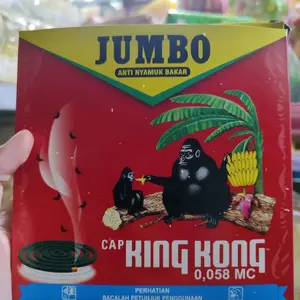 JUMBO
ANTI NYAMUK BAKAR
CAP KING KONG
0,058 MC
PERHATIAN
BACALAH PETUNJUK PENGGUNAAN